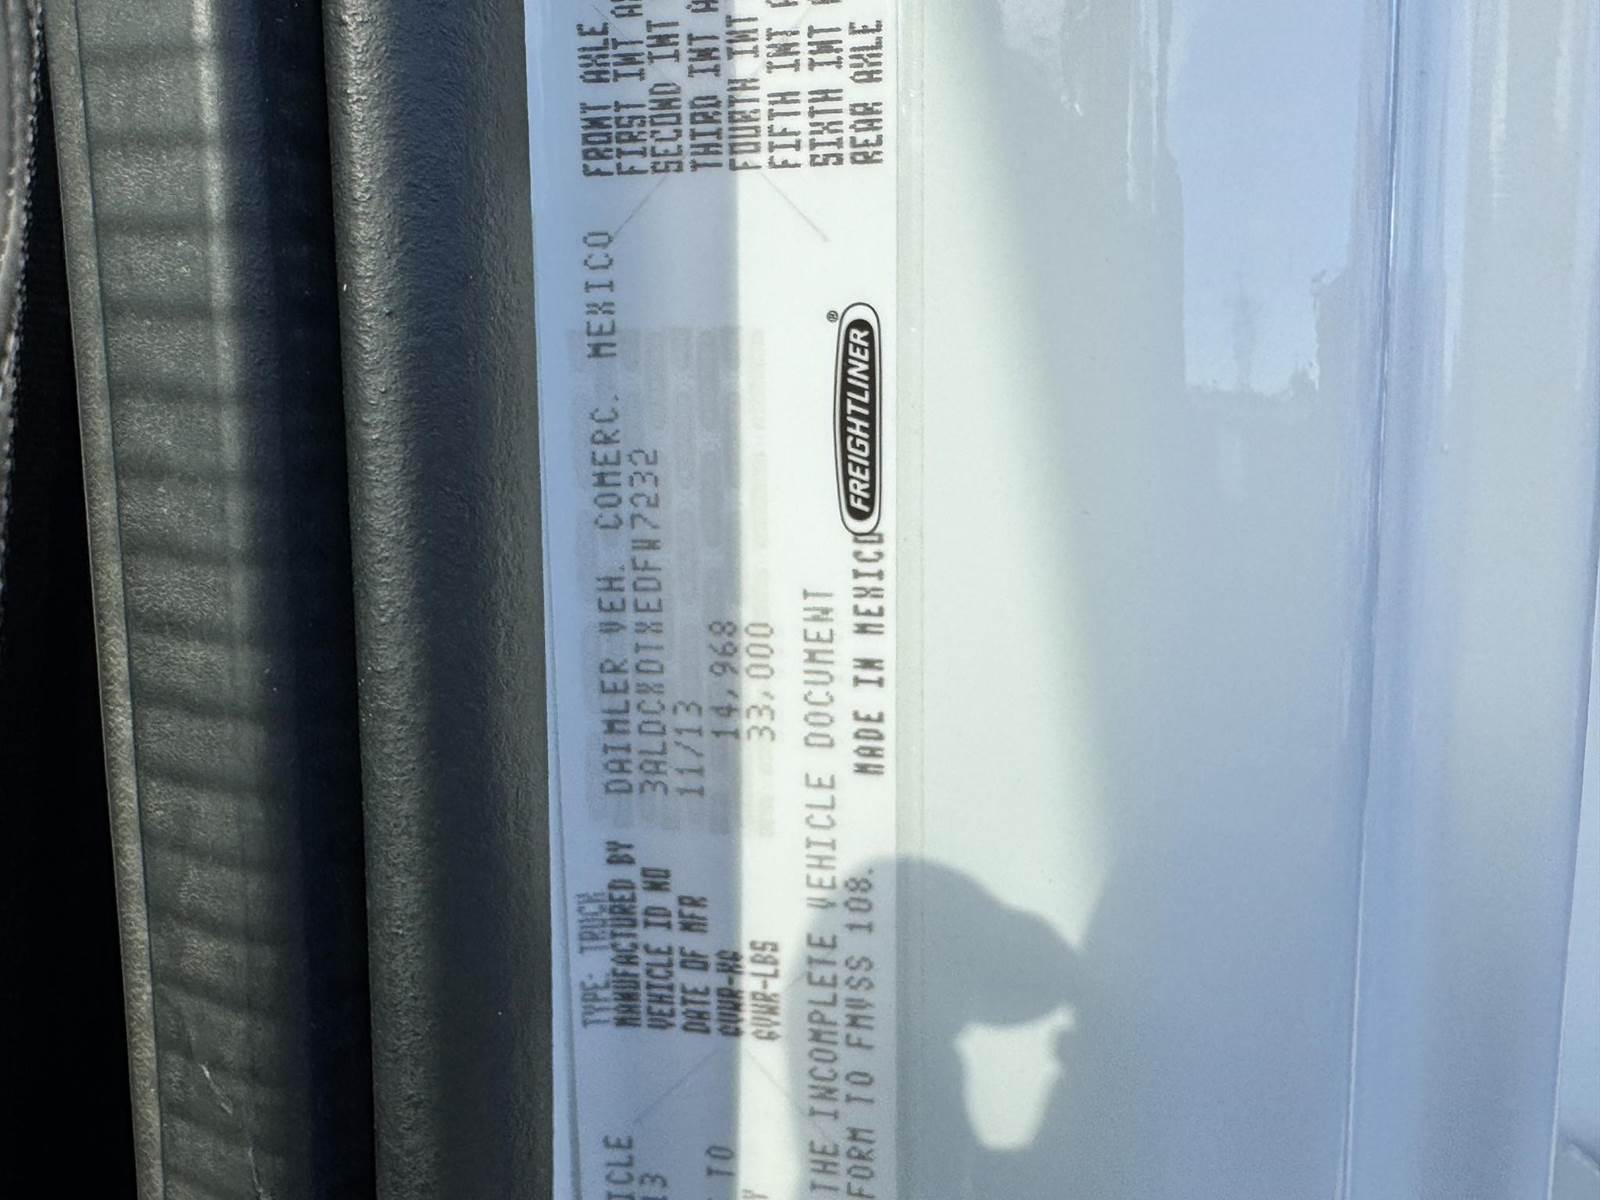 ICLE
13
TO
Y
THE INCOMPLETE VEHICLE DOCUMENT
FORM TO FMVSS 108.
TYPE: TRUCK
MANUFACTURED BY DAIMLER VEH. COMERC. MEXICO
VEHICLE ID NO 3ALDCXDTXEDFW7232
DATE OF MFR 11/13
GVWR-KG 14,968
GVWR-LBS 33,000
MADE IN MEXICO
FREIGHTLINER®
FRONT AXLE
FIRST INT A
SECOND INT
THIRD INT A
FOURTH INT
FIFTH INT A
SIXTH INT A
REAR AXLE